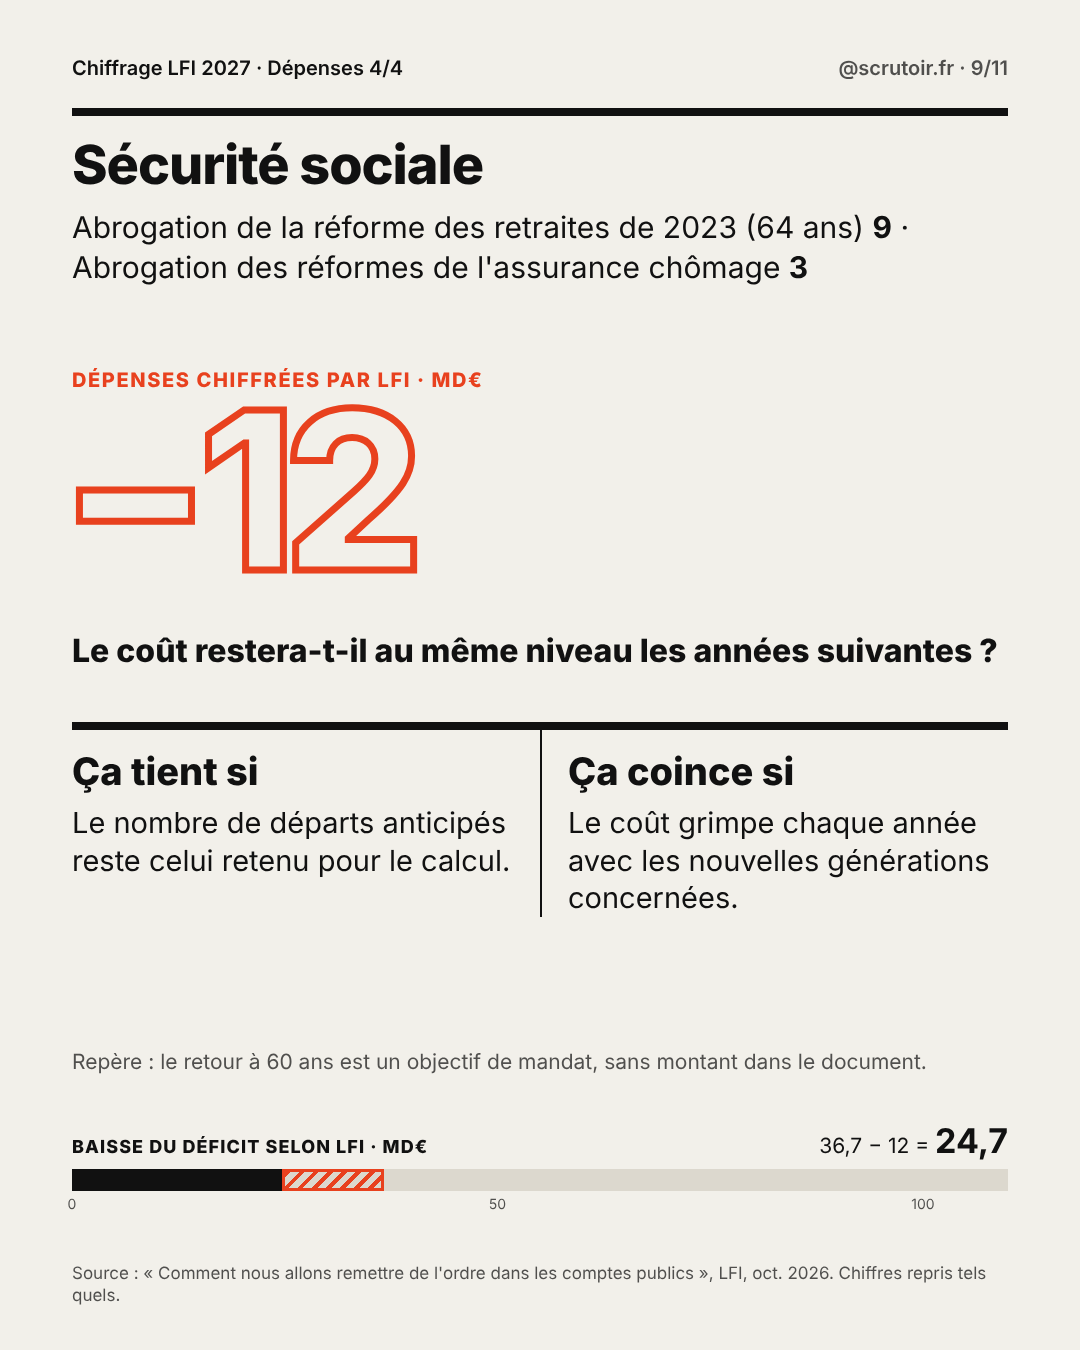 Chiffrage LFI 2027 · Dépenses 4/4
@scrutoir.fr · 9/11
Sécurité sociale
Abrogation de la réforme des retraites de 2023 (64 ans) 9 ·
Abrogation des réformes de l'assurance chômage 3
DÉPENSES CHIFFRÉES PAR LFI · MD€
−12
Le coût restera-t-il au même niveau les années suivantes ?
Ça tient si
Le nombre de départs anticipés
reste celui retenu pour le calcul.
Ça coince si
Le coût grimpe chaque année
avec les nouvelles générations
concernées.
Repère : le retour à 60 ans est un objectif de mandat, sans montant dans le document.
BAISSE DU DÉFICIT SELON LFI · MD€
36,7 − 12 = 24,7
0 50 100
Source : « Comment nous allons remettre de l'ordre dans les comptes publics », LFI, oct. 2026. Chiffres repris tels
quels.